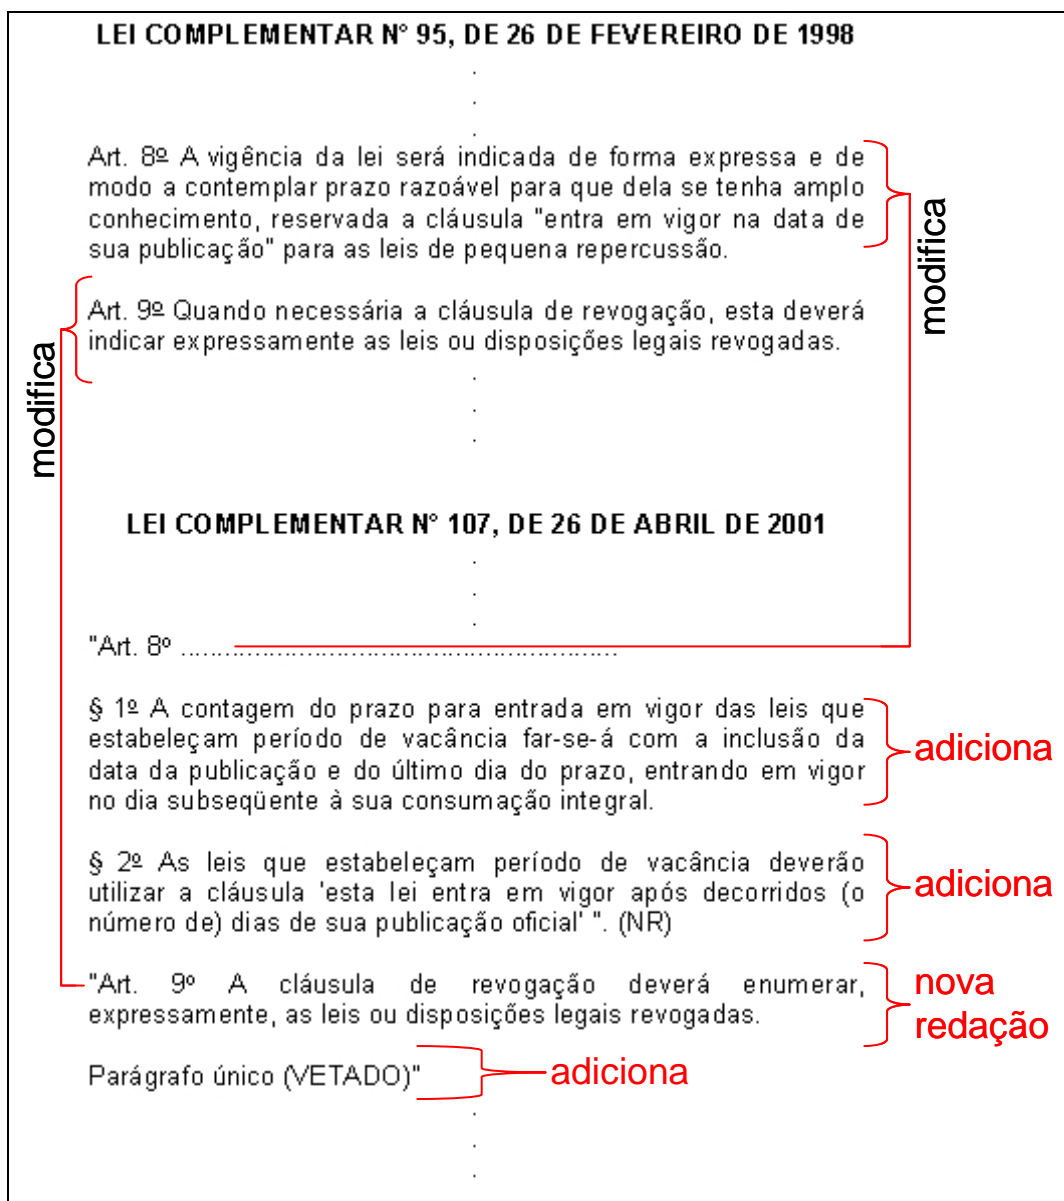 LEI COMPLEMENTAR N° 95, DE 26 DE FEVEREIRO DE 1998
.
.
.
Art. 8º A vigência da lei será indicada de forma expressa e de
modo a contemplar prazo razoável para que dela se tenha amplo
conhecimento, reservada a cláusula "entra em vigor na data de
sua publicação" para as leis de pequena repercussão.
modifica
Art. 9º Quando necessária a cláusula de revogação, esta deverá
indicar expressamente as leis ou disposições legais revogadas.
modifica
.
.
.
LEI COMPLEMENTAR N° 107, DE 26 DE ABRIL DE 2001
.
.
.
"Art. 8º ............................................................
§ 1º A contagem do prazo para entrada em vigor das leis que
estabeleçam período de vacância far-se-á com a inclusão da
data da publicação e do último dia do prazo, entrando em vigor
no dia subseqüente à sua consumação integral.
adiciona
§ 2º As leis que estabeleçam período de vacância deverão
utilizar a cláusula 'esta lei entra em vigor após decorridos (o
número de) dias de sua publicação oficial' ". (NR)
adiciona
"Art. 9º A cláusula de revogação deverá enumerar,
expressamente, as leis ou disposições legais revogadas.
nova
redação
Parágrafo único (VETADO)"
adiciona
.
.
.